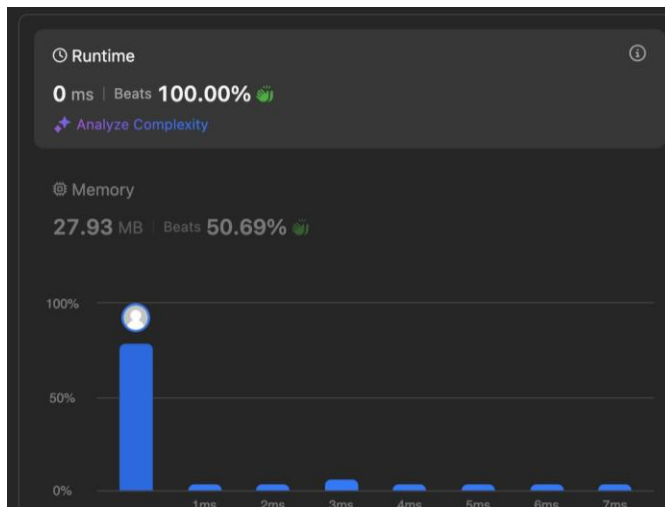 Runtime
0 ms | Beats 100.00%
Analyze Complexity
Memory
27.93 MB | Beats 50.69%
100%
50%
0%
1ms 2ms 3ms 4ms 5ms 6ms 7ms